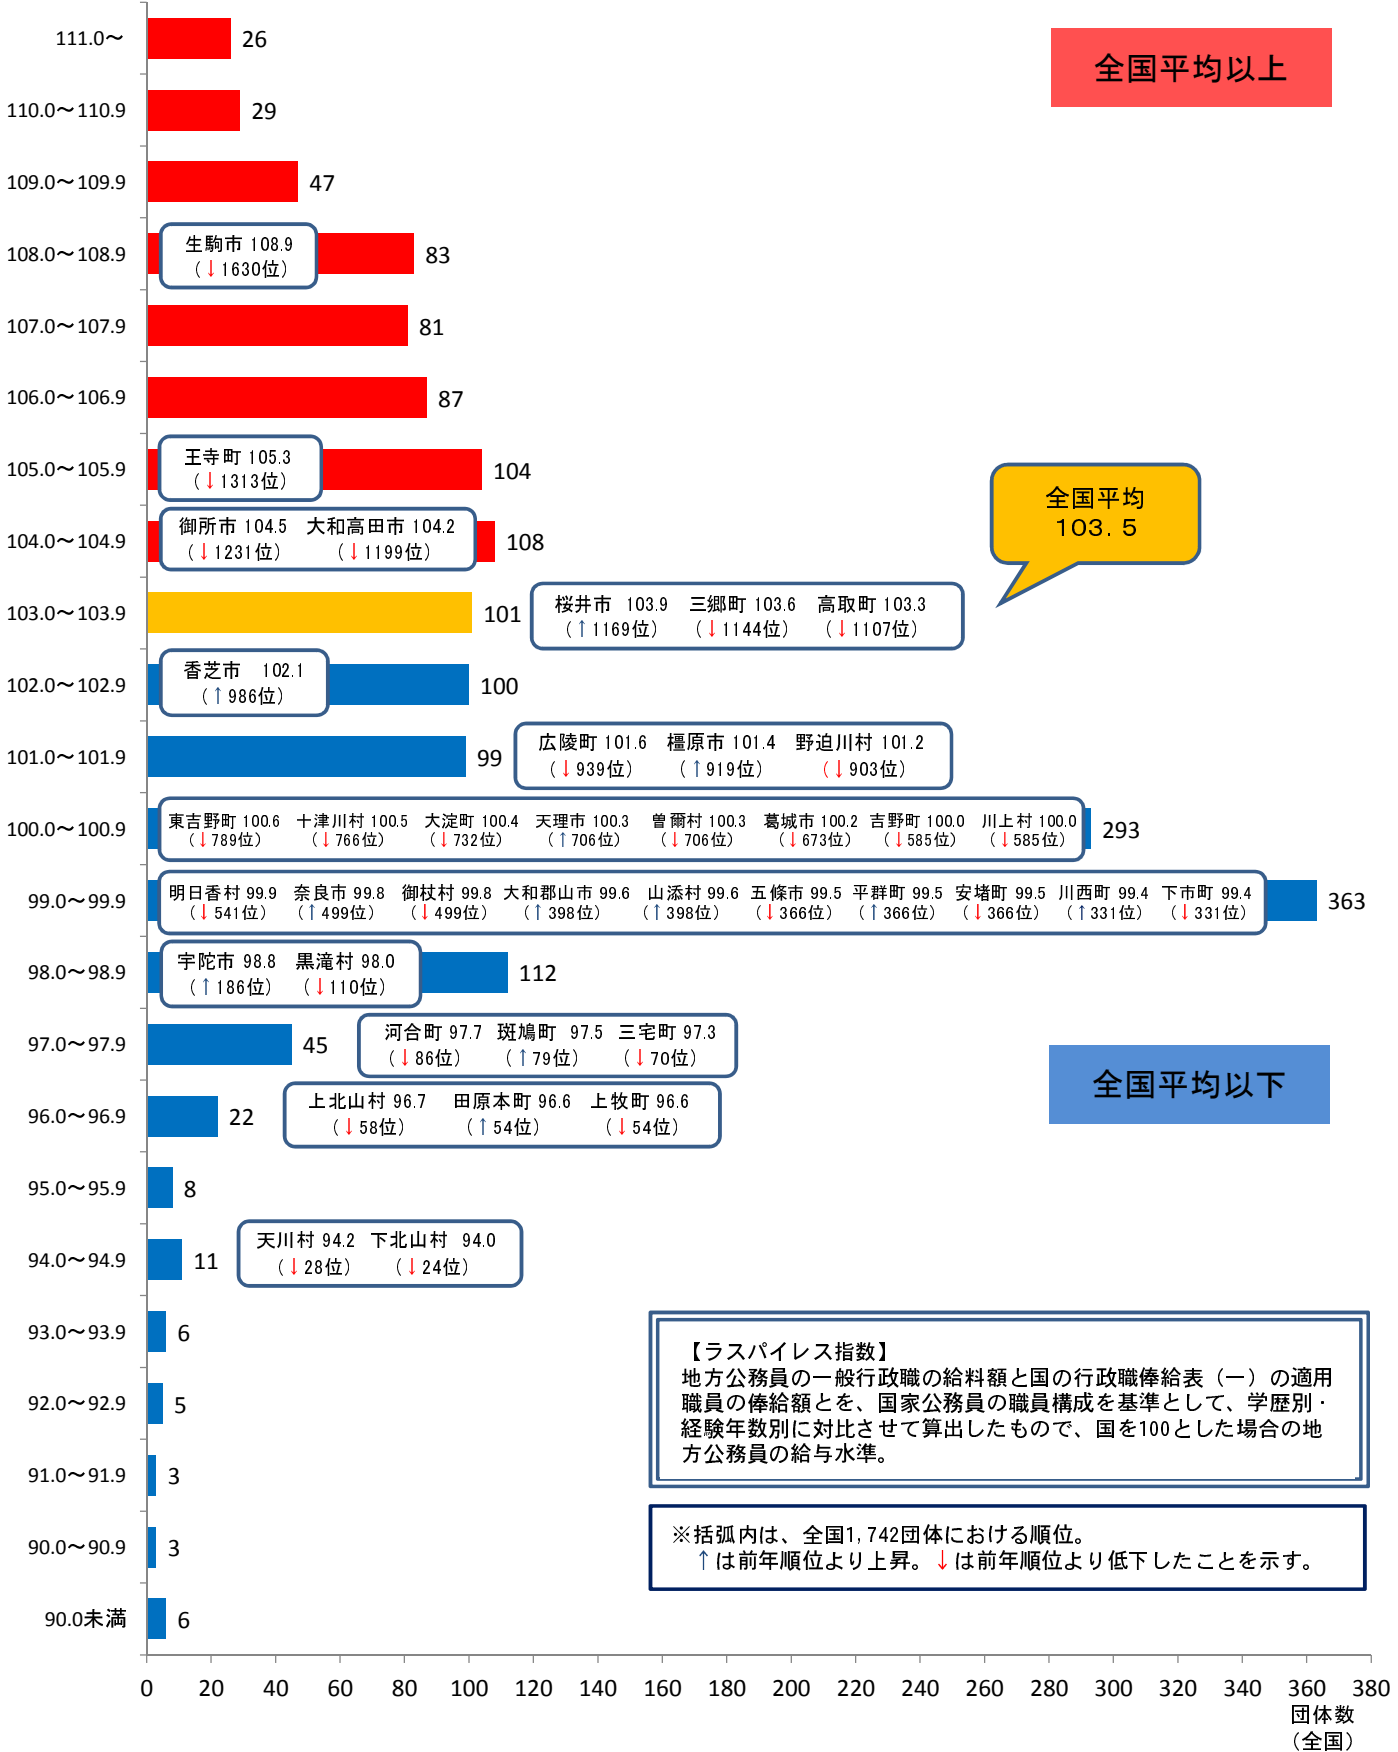 111.0～
26
全国平均以上
110.0～110.9
29
109.0～109.9
47
108.0～108.9
生駒市 108.9
（↓1630位）
83
107.0～107.9
81
106.0～106.9
87
105.0～105.9
王寺町 105.3
（↓1313位）
104
全国平均
１０３．５
104.0～104.9
御所市 104.5 大和高田市 104.2
（↓1231位） （↓1199位）
108
103.0～103.9
101
桜井市 103.9 三郷町 103.6 高取町 103.3
（↑1169位） （↓1144位） （↓1107位）
102.0～102.9
香芝市 102.1
（↑986位）
100
101.0～101.9
99
広陵町 101.6 橿原市 101.4 野迫川村 101.2
（↓939位） （↑919位） （↓903位）
100.0～100.9
東吉野町 100.6 十津川村 100.5 大淀町 100.4 天理市 100.3 曽爾村 100.3 葛城市 100.2 吉野町 100.0 川上村 100.0
（↓789位） （↓766位） （↓732位） （↑706位） （↓706位） （↓673位） （↓585位） （↓585位）
293
99.0～99.9
明日香村 99.9 奈良市 99.8 御杖村 99.8 大和郡山市 99.6 山添村 99.6 五條市 99.5 平群町 99.5 安堵町 99.5 川西町 99.4 下市町 99.4
（↓541位） （↑499位） （↓499位） （↑398位） （↑398位） （↓366位） （↑366位） （↓366位） （↑331位） （↓331位）
363
98.0～98.9
宇陀市 98.8 黒滝村 98.0
（↑186位） （↓110位）
112
97.0～97.9
45
河合町 97.7 斑鳩町 97.5 三宅町 97.3
（↓86位） （↑79位） （↓70位）
全国平均以下
96.0～96.9
22
上北山村 96.7 田原本町 96.6 上牧町 96.6
（↓58位） （↑54位） （↓54位）
95.0～95.9
8
94.0～94.9
11
天川村 94.2 下北山村 94.0
（↓28位） （↓24位）
93.0～93.9
6
【ラスパイレス指数】
地方公務員の一般行政職の給料額と国の行政職俸給表（一）の適用
職員の俸給額とを、国家公務員の職員構成を基準として、学歴別・
経験年数別に対比させて算出したもので、国を100とした場合の地
方公務員の給与水準。
92.0～92.9
5
91.0～91.9
3
90.0～90.9
3
※括弧内は、全国1,742団体における順位。
↑は前年順位より上昇。↓は前年順位より低下したことを示す。
90.0未満
6
0 20 40 60 80 100 120 140 160 180 200 220 240 260 280 300 320 340 360 380
団体数
（全国）